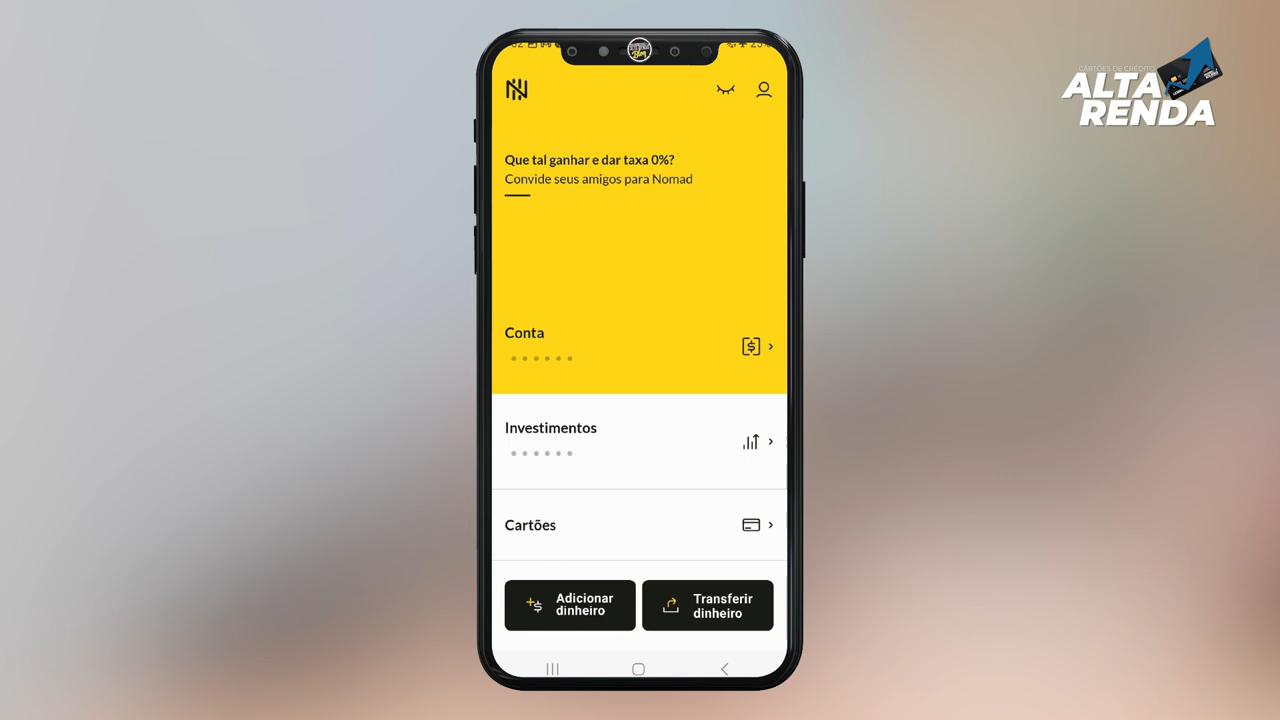 CARTÕES DE CRÉDITO
ALTA
RENDA
Blog
Que tal ganhar e dar taxa 0%?
Convide seus amigos para Nomad
Conta
Investimentos
Cartões
Adicionar
dinheiro
Transferir
dinheiro